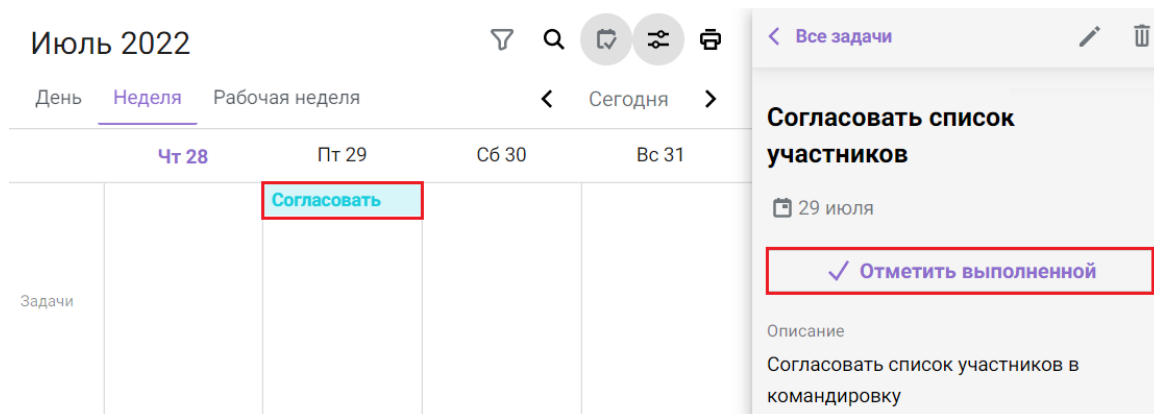 Июль 2022
День Неделя Рабочая неделя Сегодня
Чт 28 Пт 29 Сб 30 Вс 31
Согласовать
Задачи
Все задачи
Согласовать список
участников
29 июля
Отметить выполненной
Описание
Согласовать список участников в
командировку